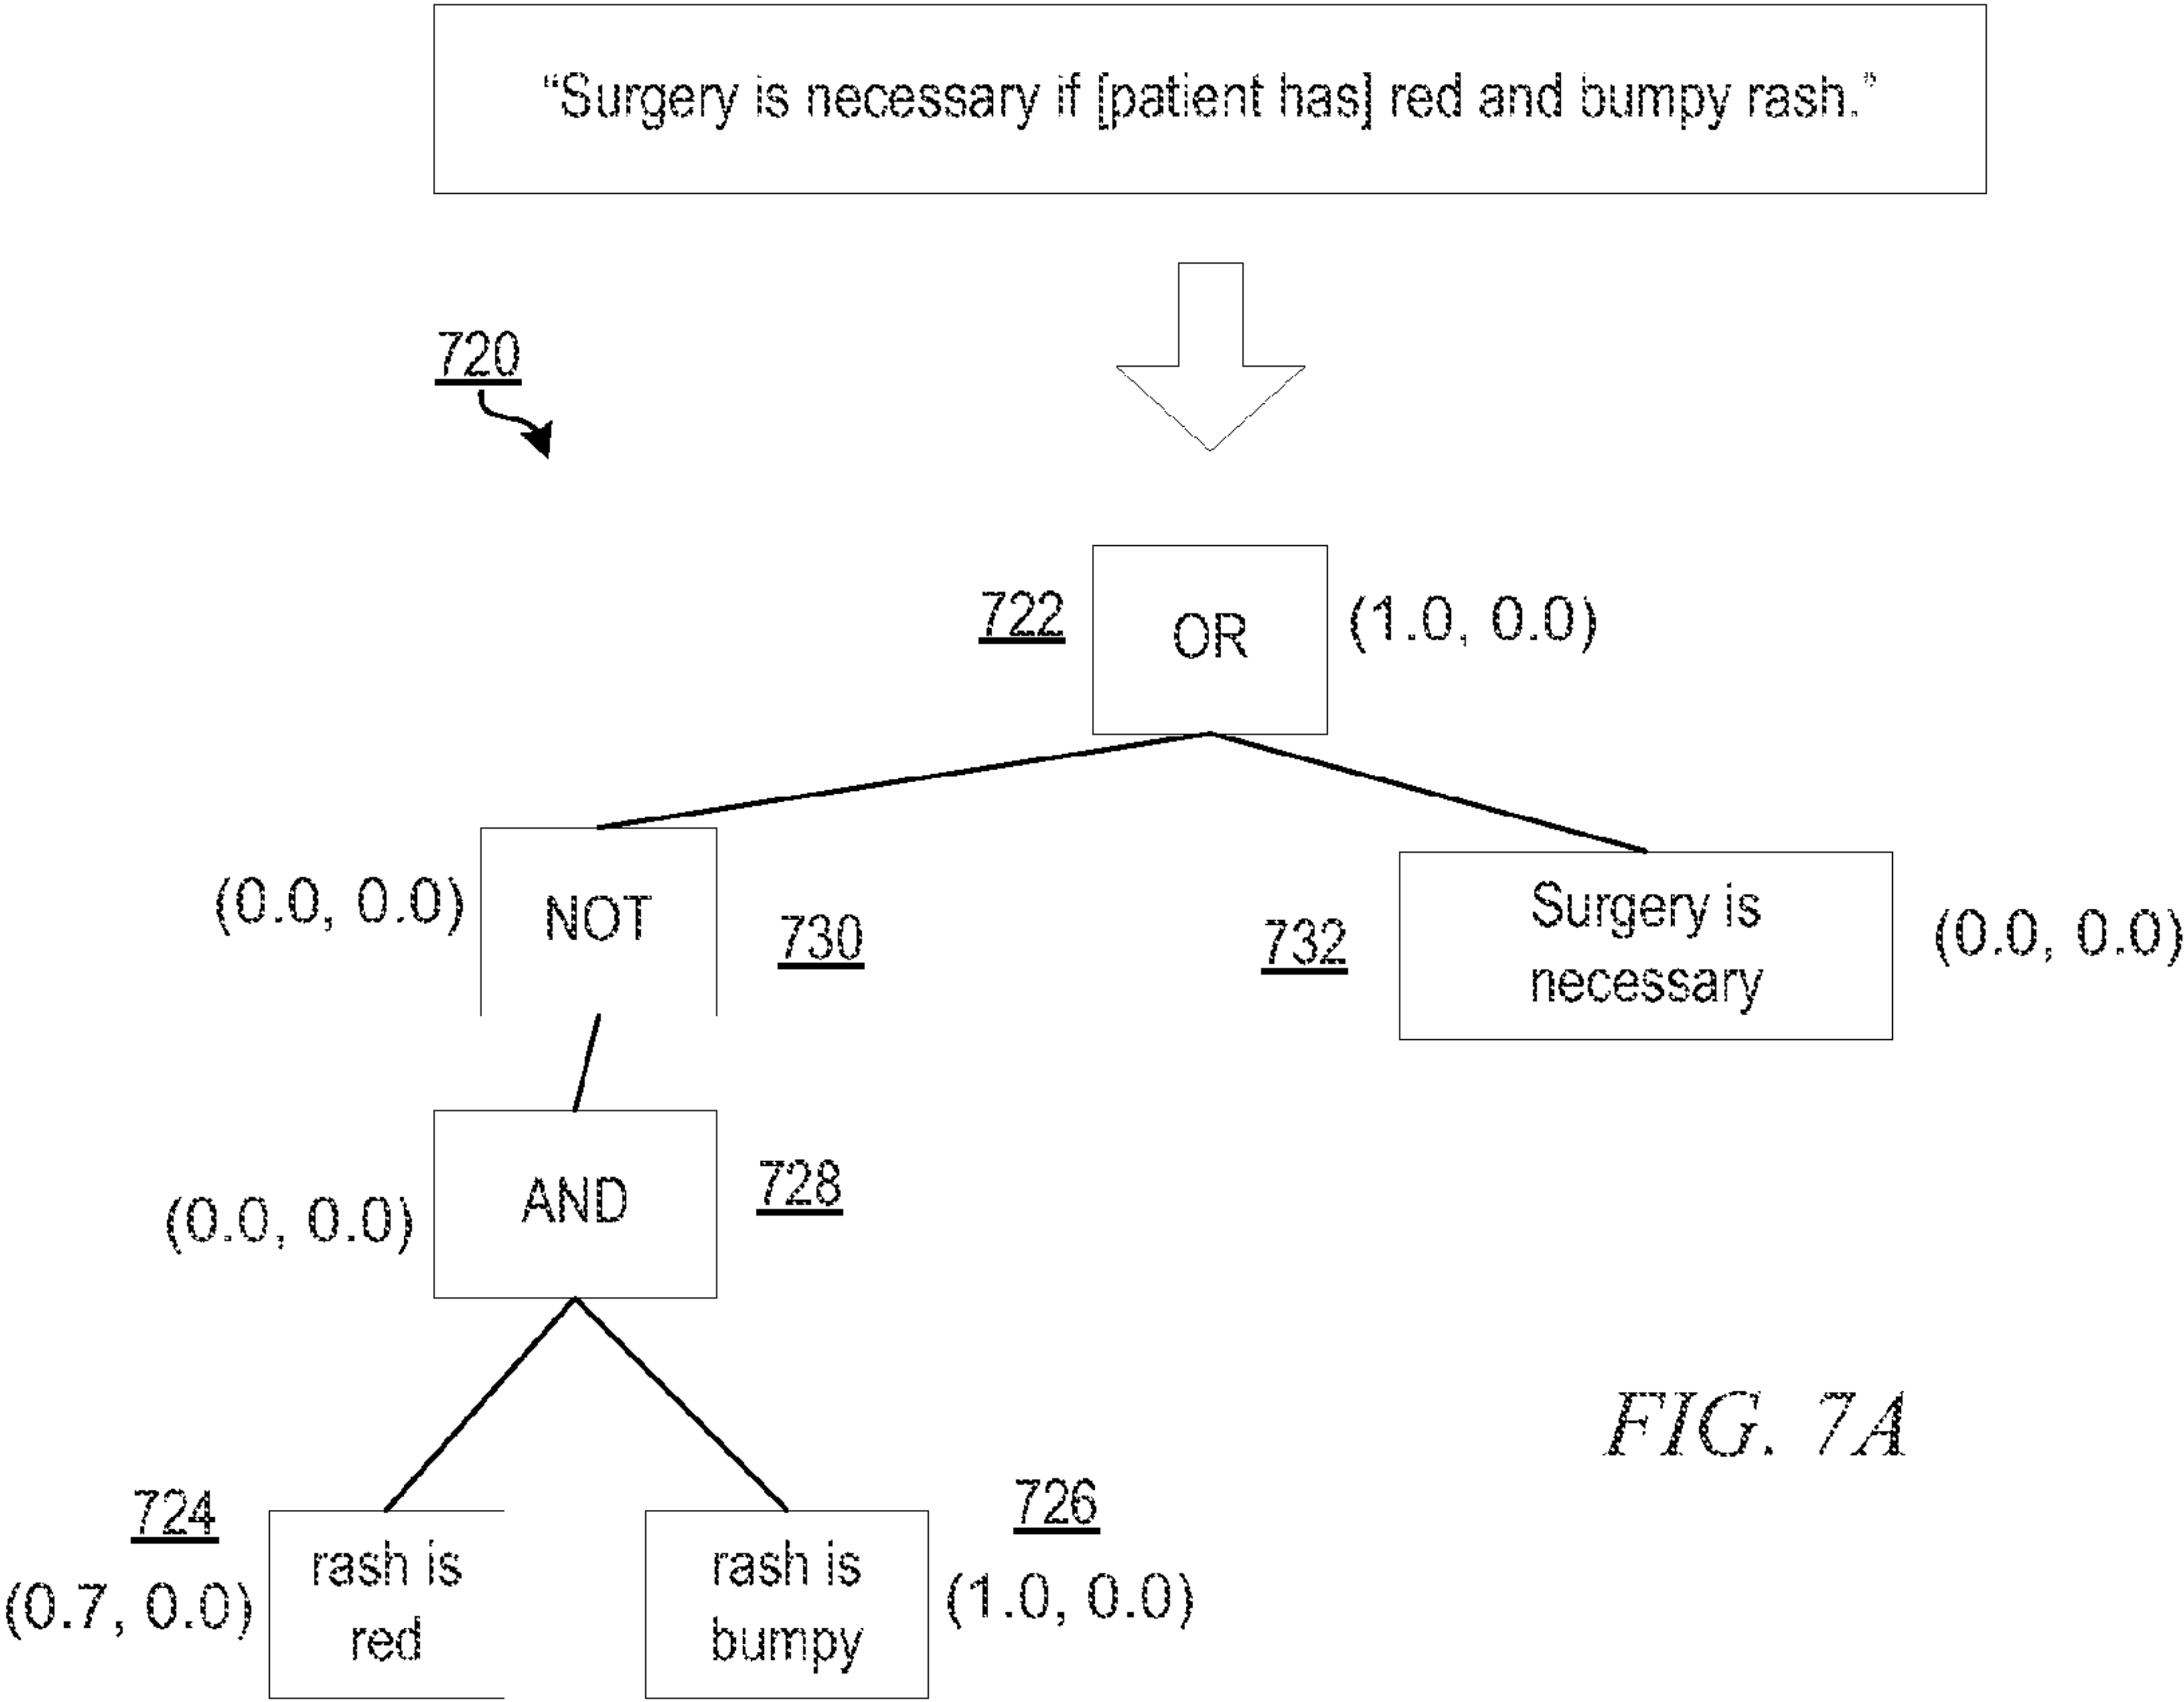 “Surgery is necessary if [patient has] red and bumpy rash.”
720
722
OR
(1.0, 0.0)
(0.0, 0.0)
NOT
730
732
Surgery is
necessary
(0.0, 0.0)
(0.0, 0.0)
AND
728
724
(0.7, 0.0)
rash is
red
rash is
bumpy
726
(1.0, 0.0)
FIG. 7A